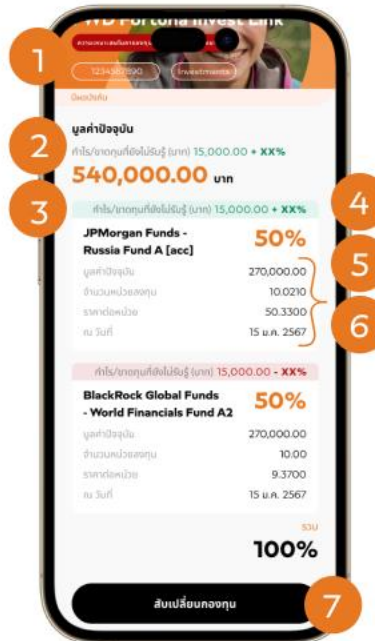 WD Fortuna Invest Link
1
1234567890
Investments
มีผลบังคับ
มูลค่าปัจจุบัน
2
กำไร/ขาดทุนที่ยังไม่รับรู้ (บาท) 15,000.00 + XX%
540,000.00 บาท
3
กำไร/ขาดทุนที่ยังไม่รับรู้ (บาท) 15,000.00 + XX%
4
JPMorgan Funds -
Russia Fund A [acc]
50%
5
มูลค่าปัจจุบัน 270,000.00
จำนวนหน่วยลงทุน 10.0210
6
ราคาต่อหน่วย 50.3300
ณ วันที่ 15 ม.ค. 2567
กำไร/ขาดทุนที่ยังไม่รับรู้ (บาท) 15,000.00 - XX%
BlackRock Global Funds
- World Financials Fund A2
50%
มูลค่าปัจจุบัน 270,000.00
จำนวนหน่วยลงทุน 10.00
ราคาต่อหน่วย 9.3700
ณ วันที่ 15 ม.ค. 2567
รวม
100%
สับเปลี่ยนกองทุน
7